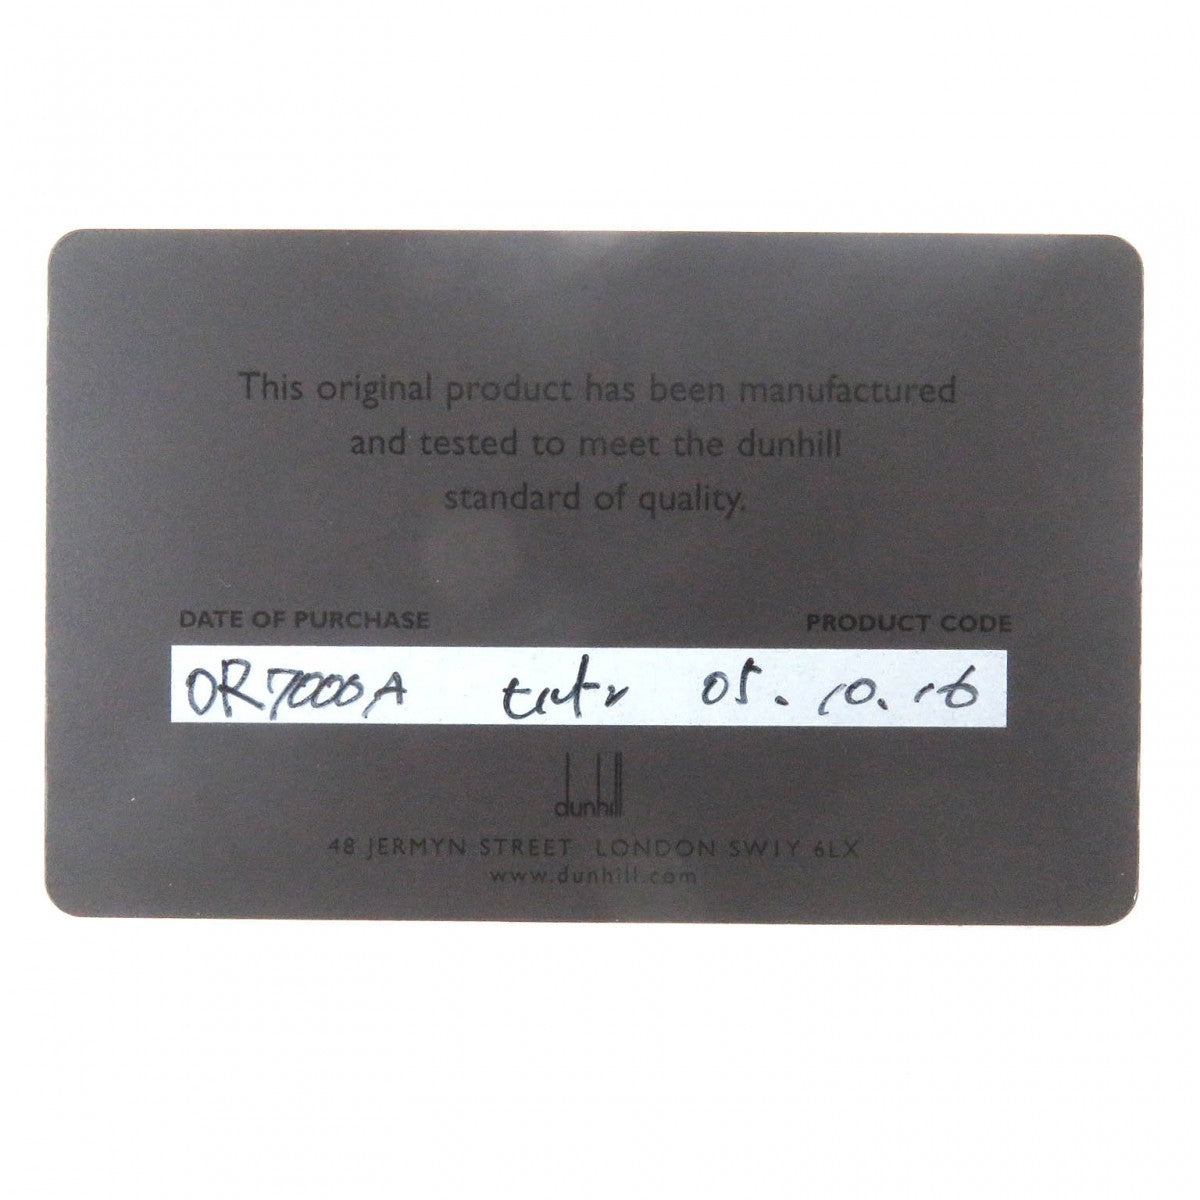 This original product has been manufactured
and tested to meet the dunhill
standard of quality.
DATE OF PURCHASE PRODUCT CODE
OR7000A 05.10.16
dunhill
48 JERMYN STREET LONDON SW1Y 6LX
www.dunhill.com